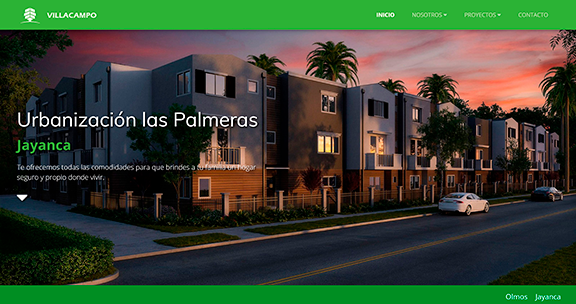 VILLACAMPO
INICIO NOSOTROS PROYECTOS CONTACTO
Urbanización las Palmeras
Jayanca
Te ofrecemos todas las comodidades para que brindes a tu familia un hogar
seguro y propio donde vivir.
Olmos Jayanca